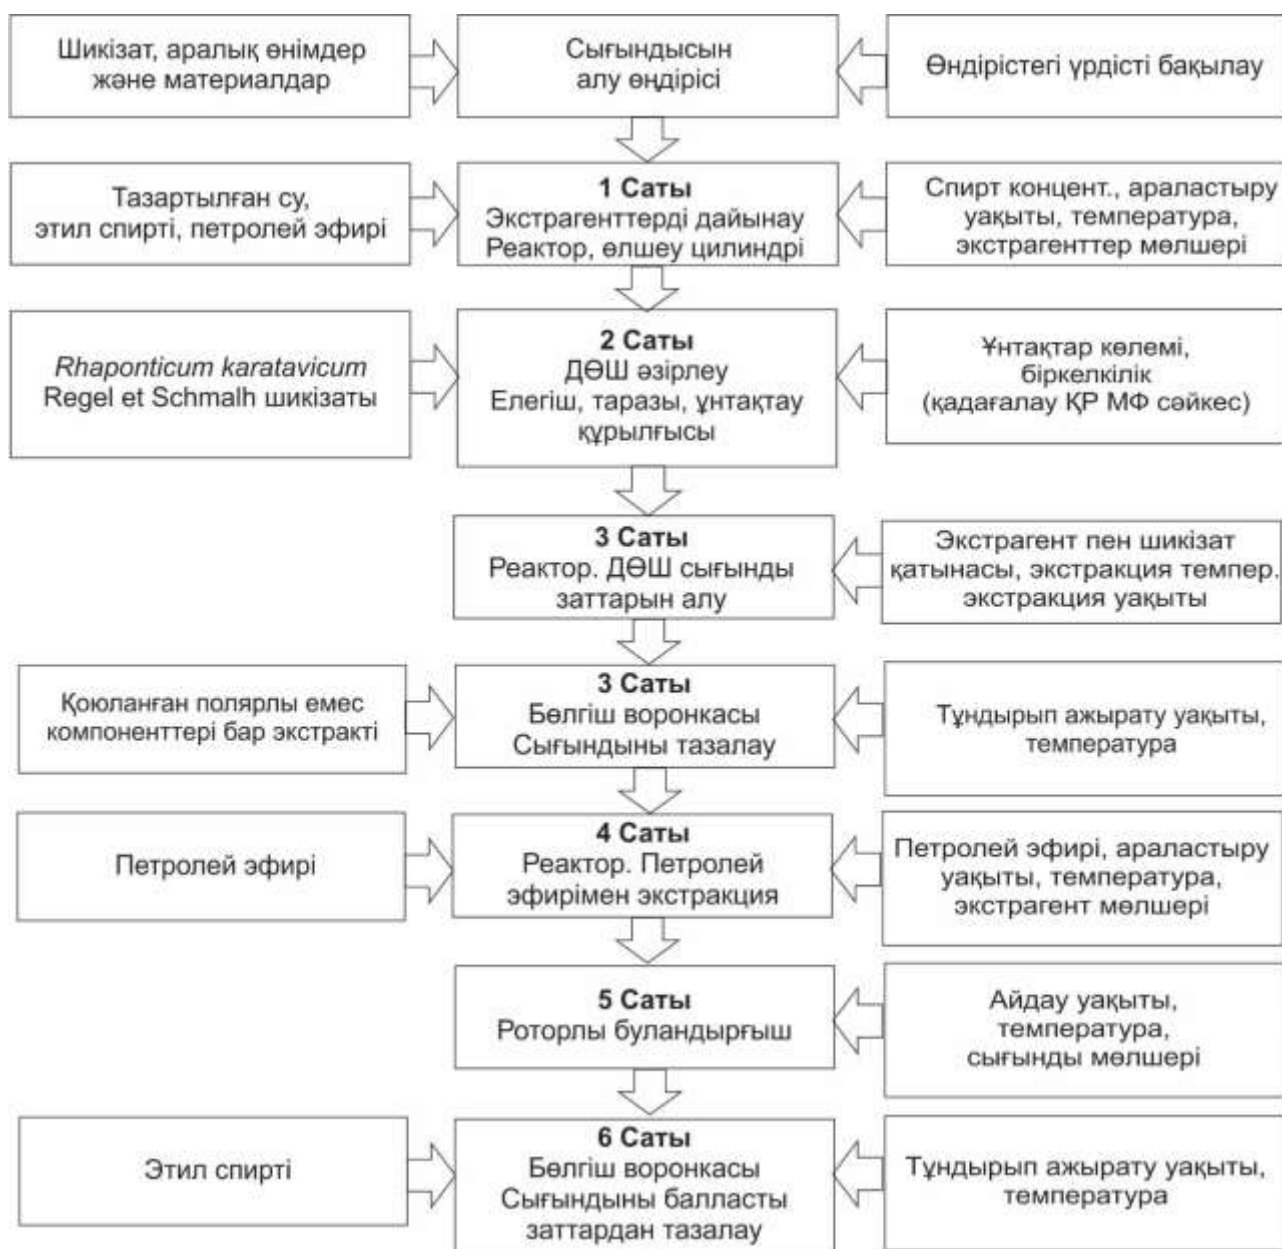 Шикізат, аралық өнімдер
және материалдар
Сығындысын
алу өңдірісі
Өндірістегі үрдісті бақылау
Тазартылған су,
этил спирті, петролей эфирі
1 Саты
Экстрагенттерді дайынау
Реактор, өлшеу цилиндрі
Спирт концент., араластыру
уақыты, температура,
экстрагенттер мөлшері
Rhaponticum karatavicum
Regel et Schmalh шикізаты
2 Саты
ДӨШ әзірлеу
Елегіш, таразы, ұнтақтау
құрылғысы
Ұнтақтар көлемі,
біркелкілік
(қадағалау ҚР МФ сәйкес)
3 Саты
Реактор. ДӨШ сығынды
заттарын алу
Экстрагент пен шикізат
қатынасы, экстракция темпер.
экстракция уақыты
Қоюланған полярлы емес
компоненттері бар экстракті
3 Саты
Бөлгіш воронкасы
Сығындыны тазалау
Тұндырып ажырату уақыты,
температура
Петролей эфирі
4 Саты
Реактор. Петролей
эфирімен экстракция
Петролей эфирі, араластыру
уақыты, температура,
экстрагент мөлшері
5 Саты
Роторлы буландырғыш
Айдау уақыты,
температура,
сығынды мөлшері
Этил спирті
6 Саты
Бөлгіш воронкасы
Сығындыны балласты
заттардан тазалау
Тұндырып ажырату уақыты,
температура